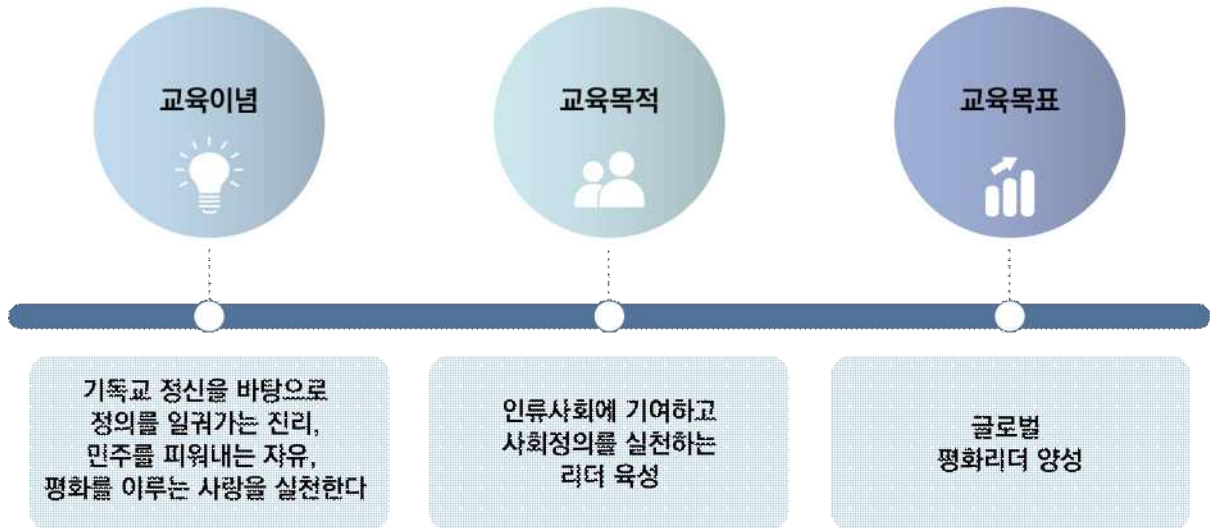 교육이념
교육목적
교육목표
기독교 정신을 바탕으로
정의를 일궈가는 진리,
민주를 피워내는 자유,
평화를 이루는 사랑을 실천한다
인류사회에 기여하고
사회정의를 실천하는
리더 육성
글로벌
평화리더 양성